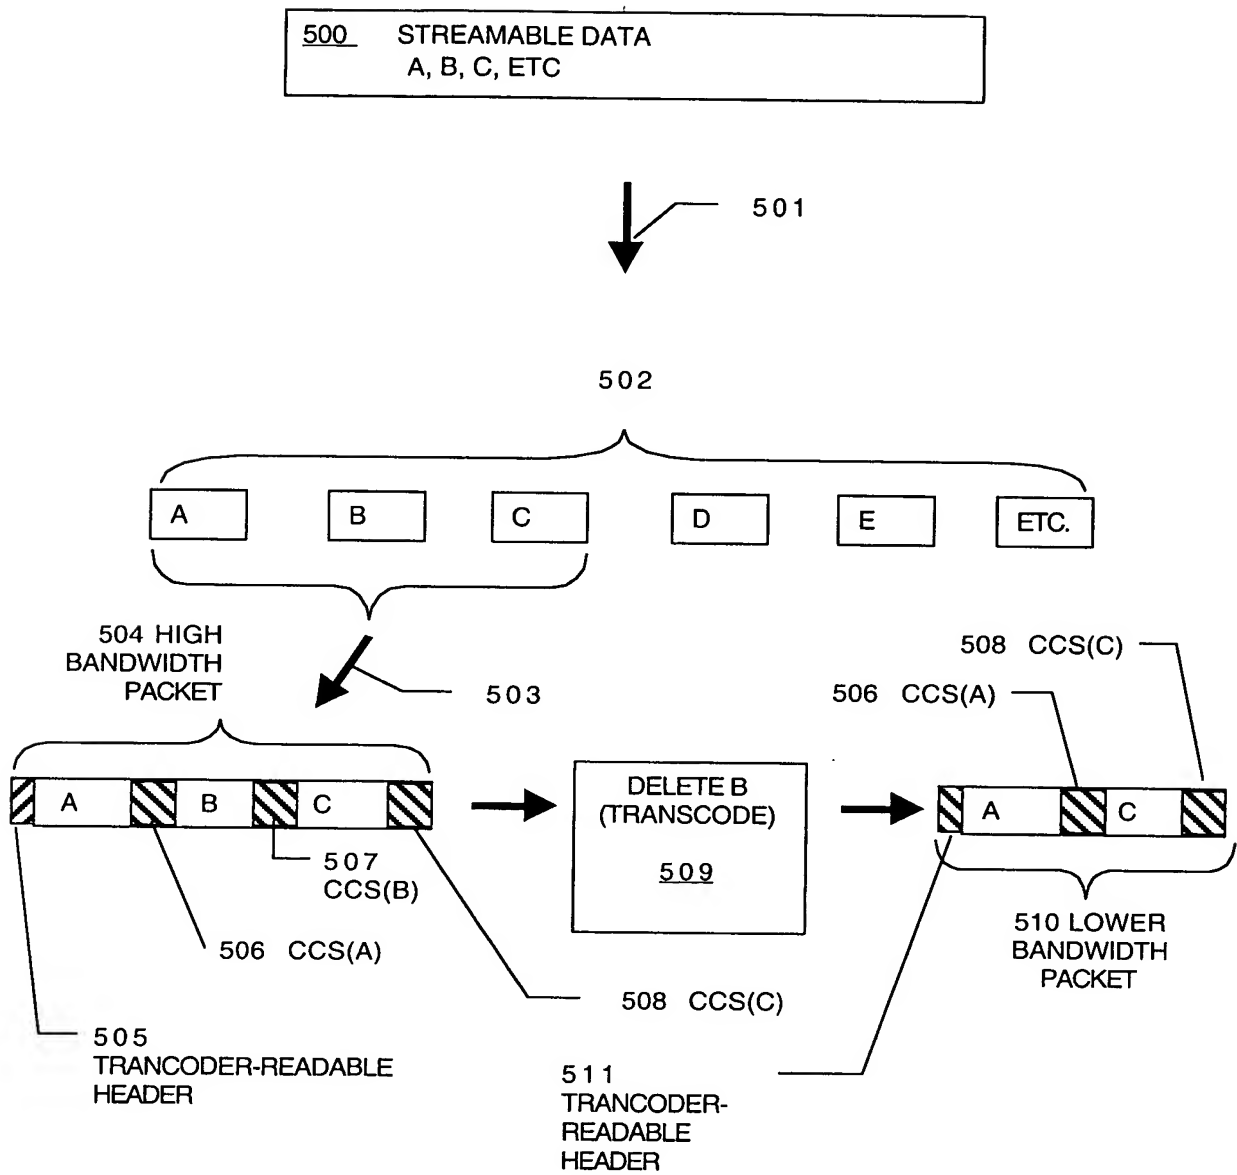 500 STREAMABLE DATA
A, B, C, ETC
501
502
A B C D E ETC.
504 HIGH
BANDWIDTH
PACKET
503
508 CCS(C)
506 CCS(A)
A B C
DELETE B
(TRANSCODE)
509
A C
507
CCS(B)
506 CCS(A)
508 CCS(C)
510 LOWER
BANDWIDTH
PACKET
505
TRANCODER-READABLE
HEADER
511
TRANCODER-
READABLE
HEADER